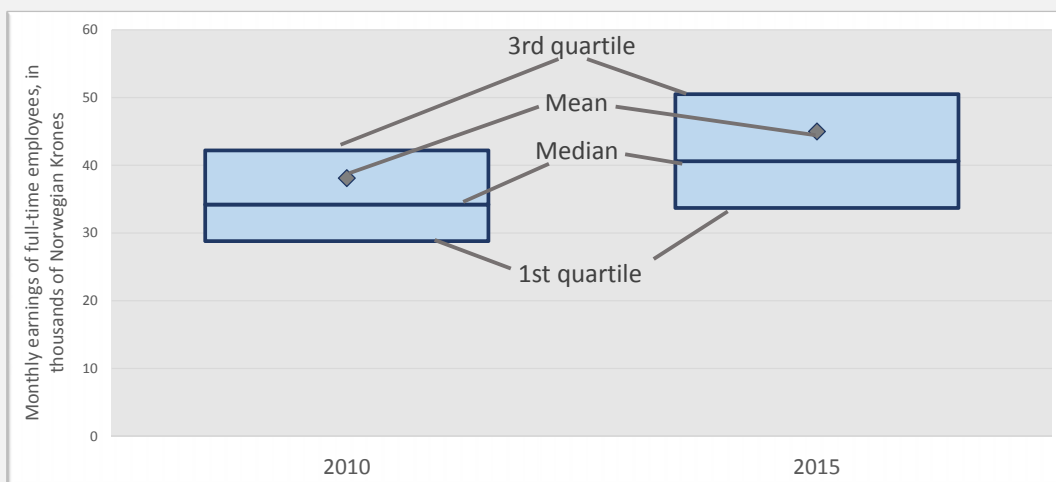 Monthly earnings of full-time employees, in
thousands of Norwegian Krones
60
50
40
30
20
10
0
3rd quartile
Mean
Median
1st quartile
2010
2015